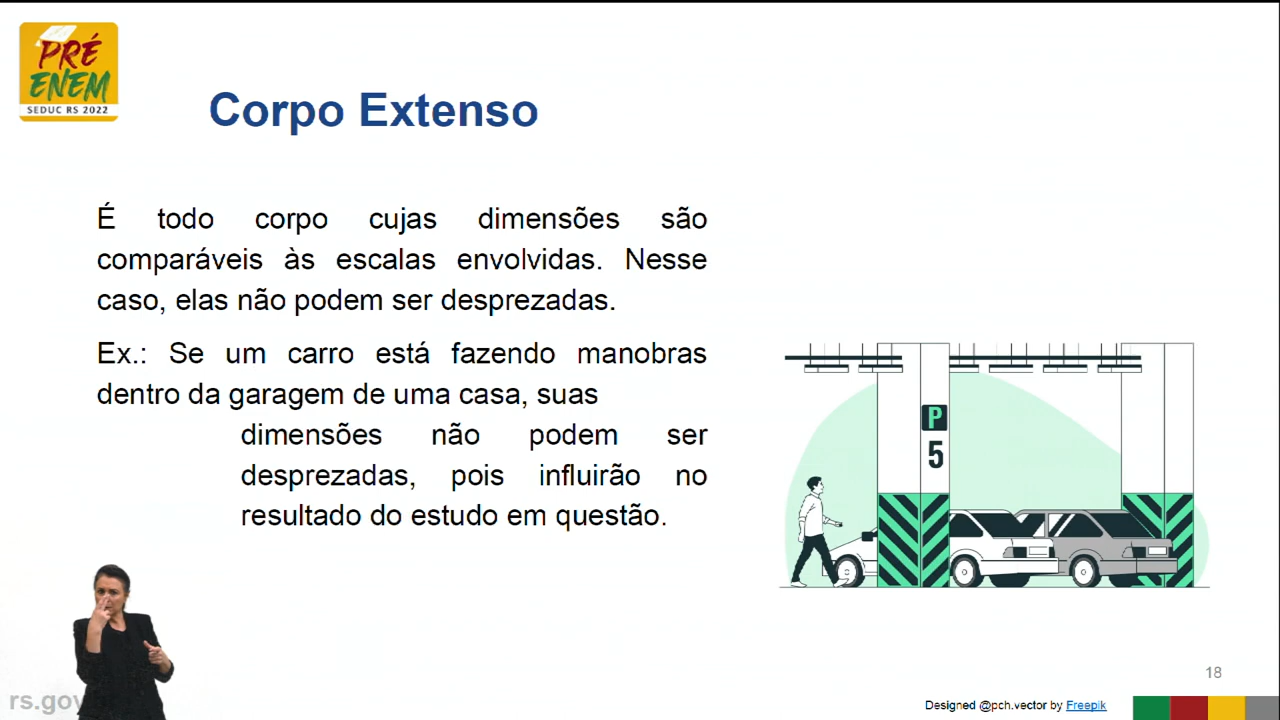 PRÉ
ENEM
SEDUC RS 2022
Corpo Extenso
É todo corpo cujas dimensões são
comparáveis às escalas envolvidas. Nesse
caso, elas não podem ser desprezadas.
Ex.: Se um carro está fazendo manobras
dentro da garagem de uma casa, suas
dimensões não podem ser
desprezadas, pois influirão no
resultado do estudo em questão.
P
5
18
rs.gov
Designed @pch.vector by Freepik